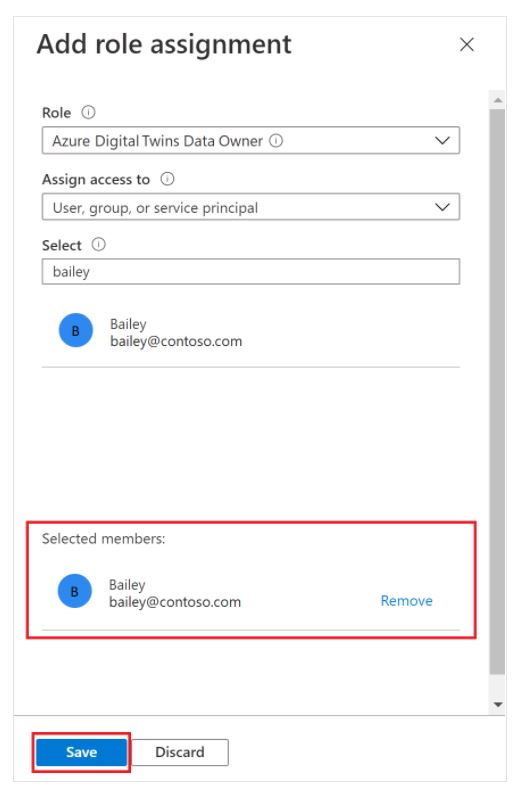 Add role assignment
Role
Azure Digital Twins Data Owner
Assign access to
User, group, or service principal
Select
bailey
B
Bailey
bailey@contoso.com
Selected members:
B
Bailey
bailey@contoso.com
Remove
Save
Discard